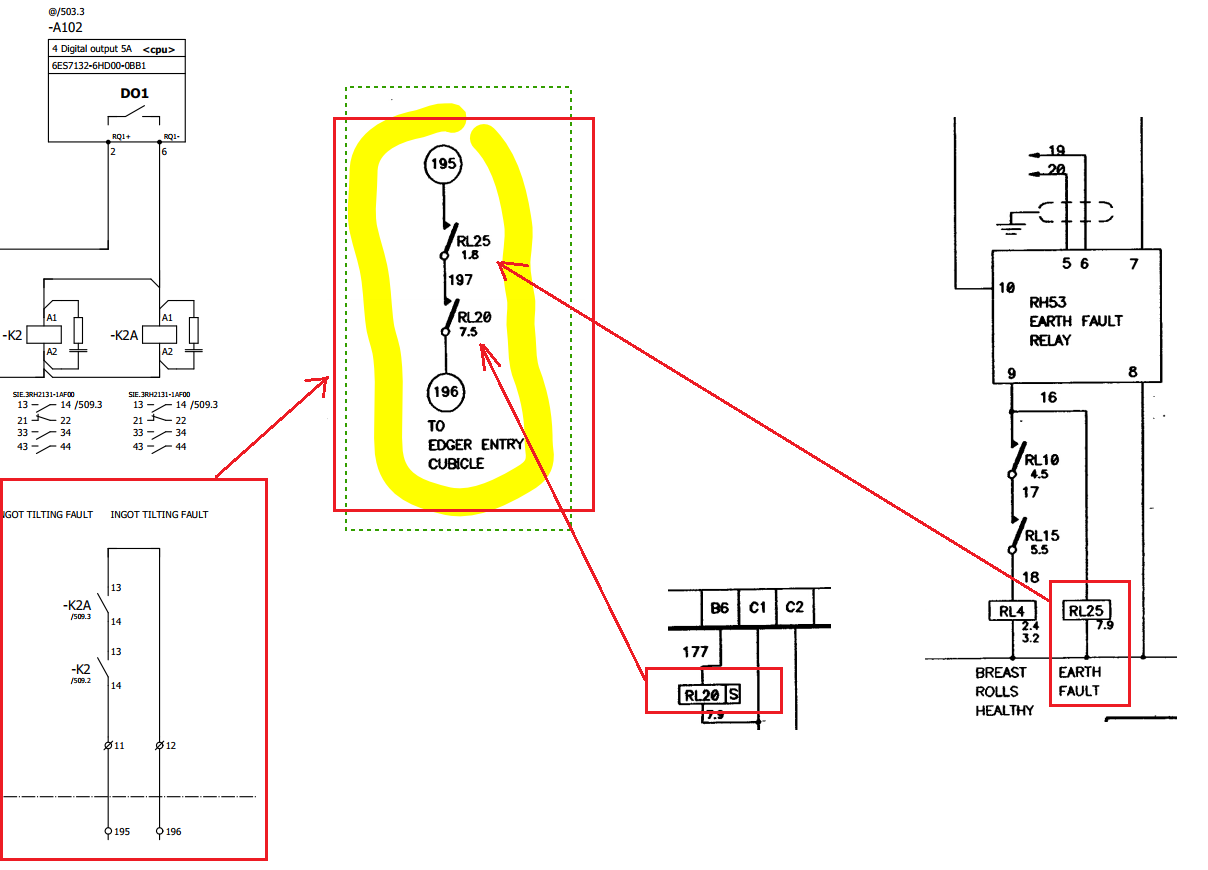 @/503.3
-A102
4 Digital output 5A <cpu>
6ES7132-6HD00-0BB1
DO1
RQ1+ RQ1-
2 6
A1 A1
-K2 -K2A
A2 A2
SIE.3RH2131-1AF00 SIE.3RH2131-1AF00
13 14 /509.3 13 14 /509.3
21 22 21 22
33 34 33 34
43 44 43 44
NGOT TILTING FAULT INGOT TILTING FAULT
13
-K2A
/509.3
14
13
-K2
/509.2
14
11 12
195 196
195
RL25
1.8
197
RL20
7.5
196
TO
EDGER ENTRY
CUBICLE
B6 C1 C2
177
RL20 S
7.9
19
20
5 6 7
10
RH53
EARTH FAULT
RELAY
9 8
16
RL10
4.5
17
RL15
5.5
18
RL4 RL25
2.4 7.9
3.2
BREAST EARTH
ROLLS FAULT
HEALTHY